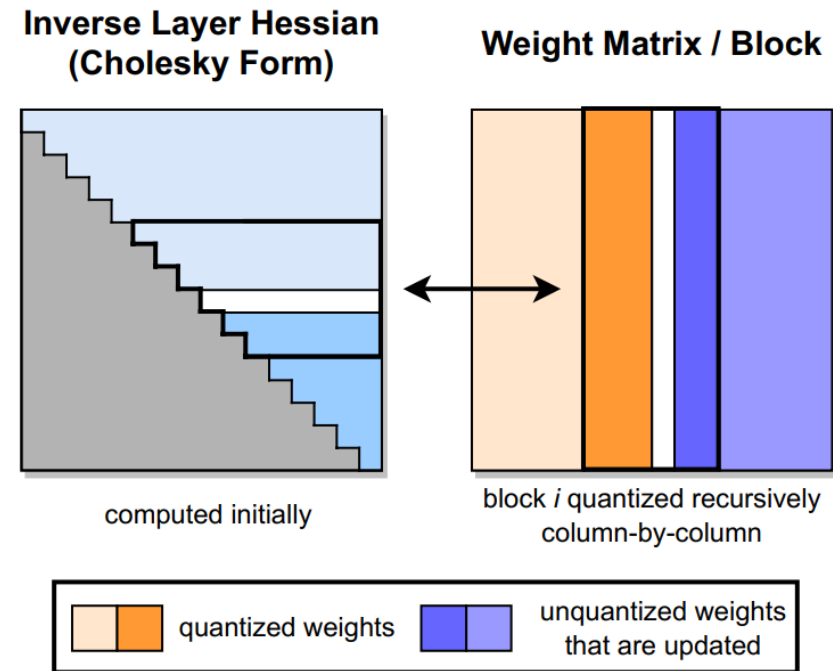 Inverse Layer Hessian
(Cholesky Form)
Weight Matrix / Block
computed initially
block i quantized recursively
column-by-column
quantized weights
unquantized weights
that are updated